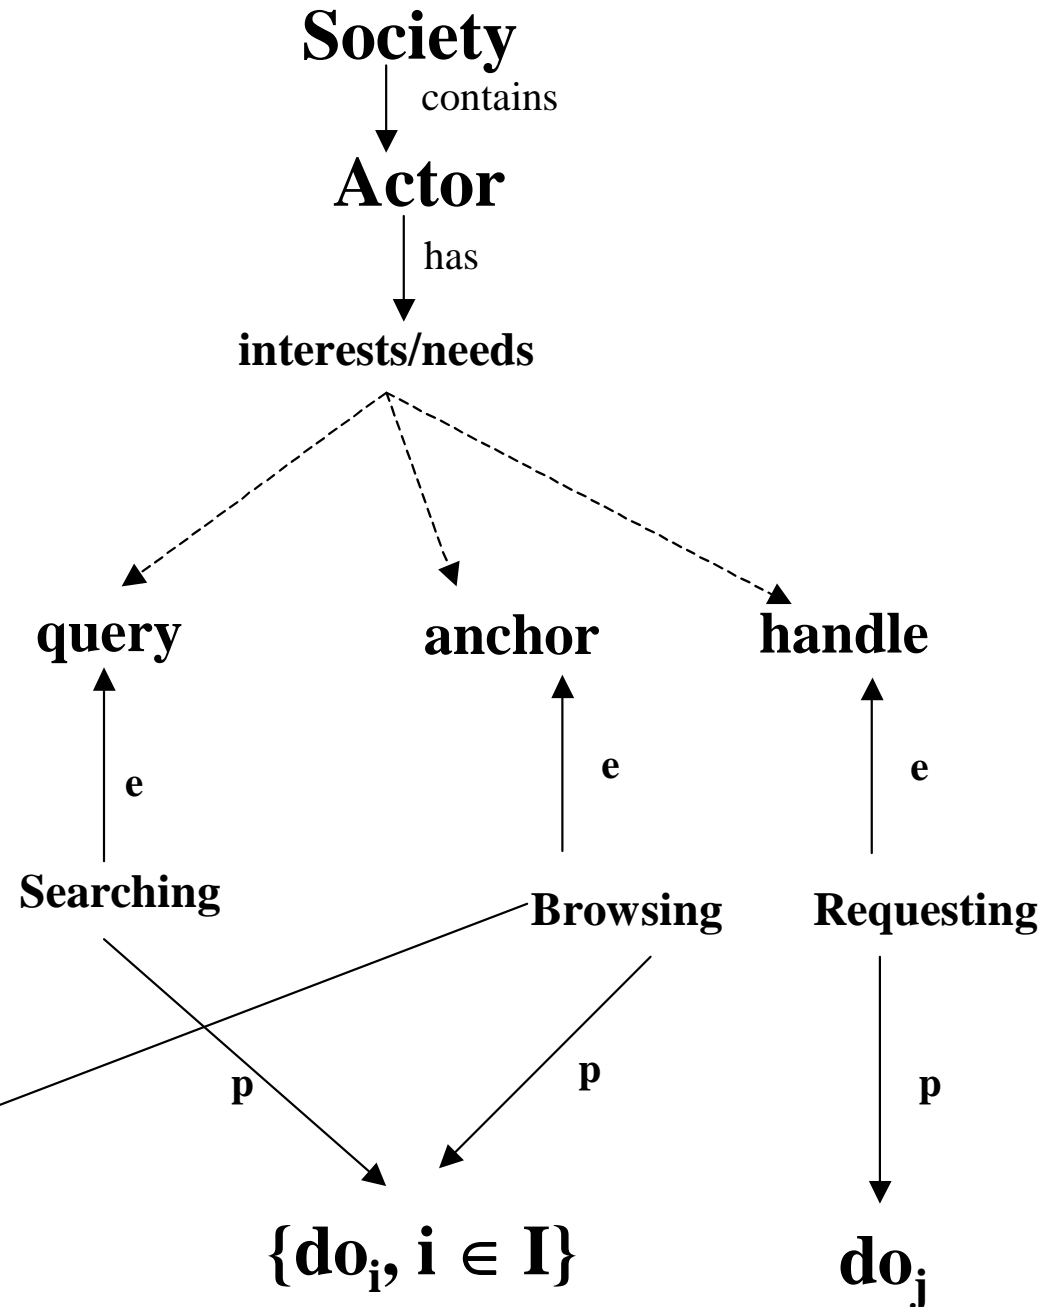 Society
contains
Actor
has
interests/needs
query
anchor
handle
e
e
e
Searching
Browsing
Requesting
p
p
p
{do_i, i ∈ I}
do_j